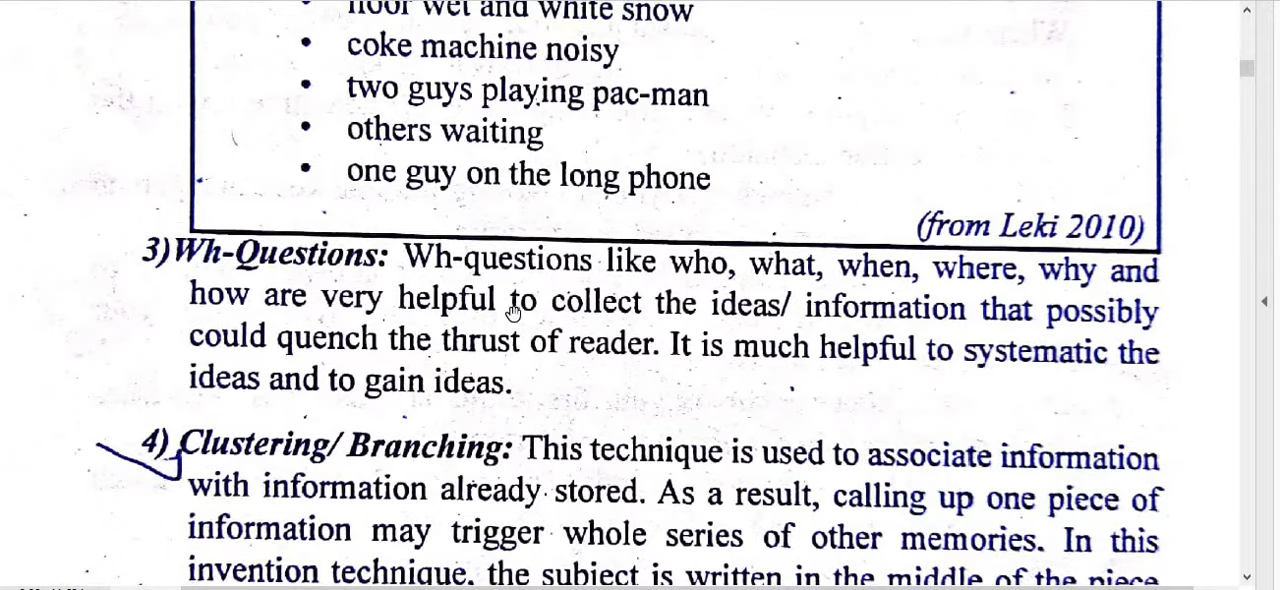 floor wet and white snow
• coke machine noisy
• two guys playing pac-man
• others waiting
• one guy on the long phone
(from Leki 2010)
3) Wh-Questions: Wh-questions like who, what, when, where, why and
how are very helpful to collect the ideas/ information that possibly
could quench the thrust of reader. It is much helpful to systematic the
ideas and to gain ideas.
4) Clustering/ Branching: This technique is used to associate information
with information already stored. As a result, calling up one piece of
information may trigger whole series of other memories. In this
invention technique, the subject is written in the middle of the piece